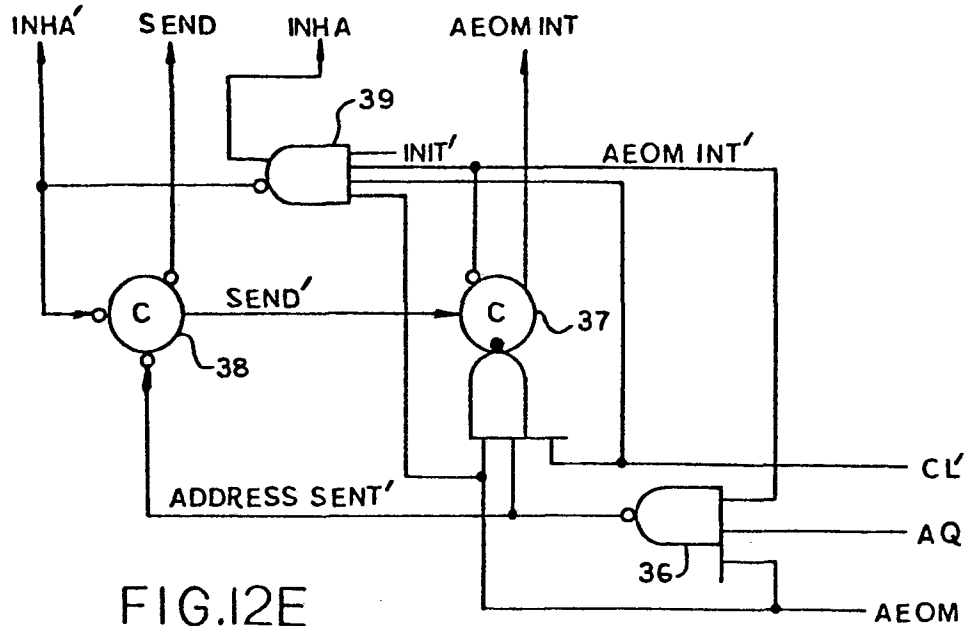 INHA′
SEND
INHA
AEOM INT
39
INIT′
AEOM INT′
C
38
SEND′
C
37
CL′
ADDRESS SENT′
AQ
36
AEOM
FIG.12E